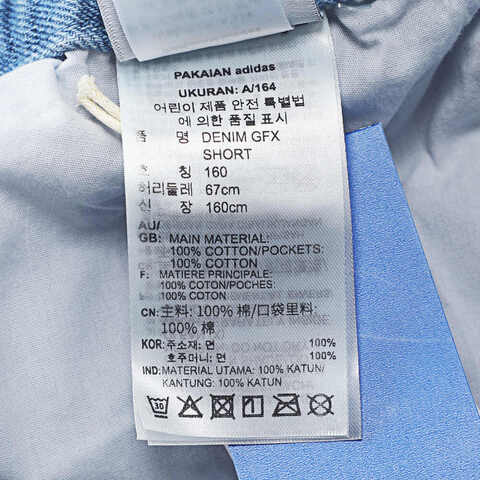 PAKAIAN adidas
UKURAN: A/164
어린이 제품 안전 특별법
에 의한 품질 표시
품 명 DENIM GFX
SHORT
호 칭 160
허리둘레 67cm
신 장 160cm
AU/
GB: MAIN MATERIAL:
100% COTTON/POCKETS:
100% COTTON
F: MATIERE PRINCIPALE:
100% COTON/POCHES:
100% COTON
CN: 主料: 100% 棉/口袋里料:
100% 棉
KOR: 주소재: 면 100%
호주머니: 면 100%
IND: MATERIAL UTAMA: 100% KATUN/
KANTUNG: 100% KATUN
30